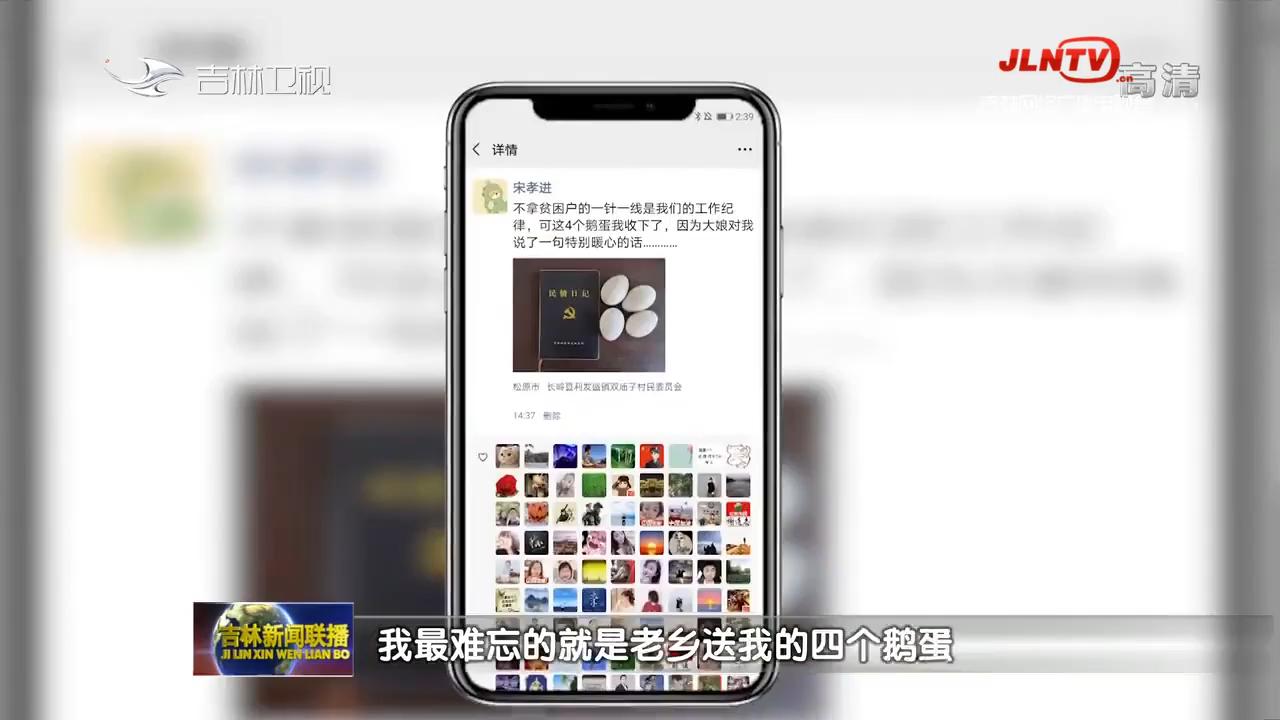 吉林卫视
JLNTV
.cn
高清
2:39
详情
宋孝进
不拿贫困户的一针一线是我们的工作纪
律，可这4个鹅蛋我收下了，因为大娘对我
说了一句特别暖心的话…………
民情日记
松原市 长岭县利发盛镇双庙子村民委员会
14:37 删除
吉林新闻联播
JI LIN XIN WEN LIAN BO
我最难忘的就是老乡送我的四个鹅蛋